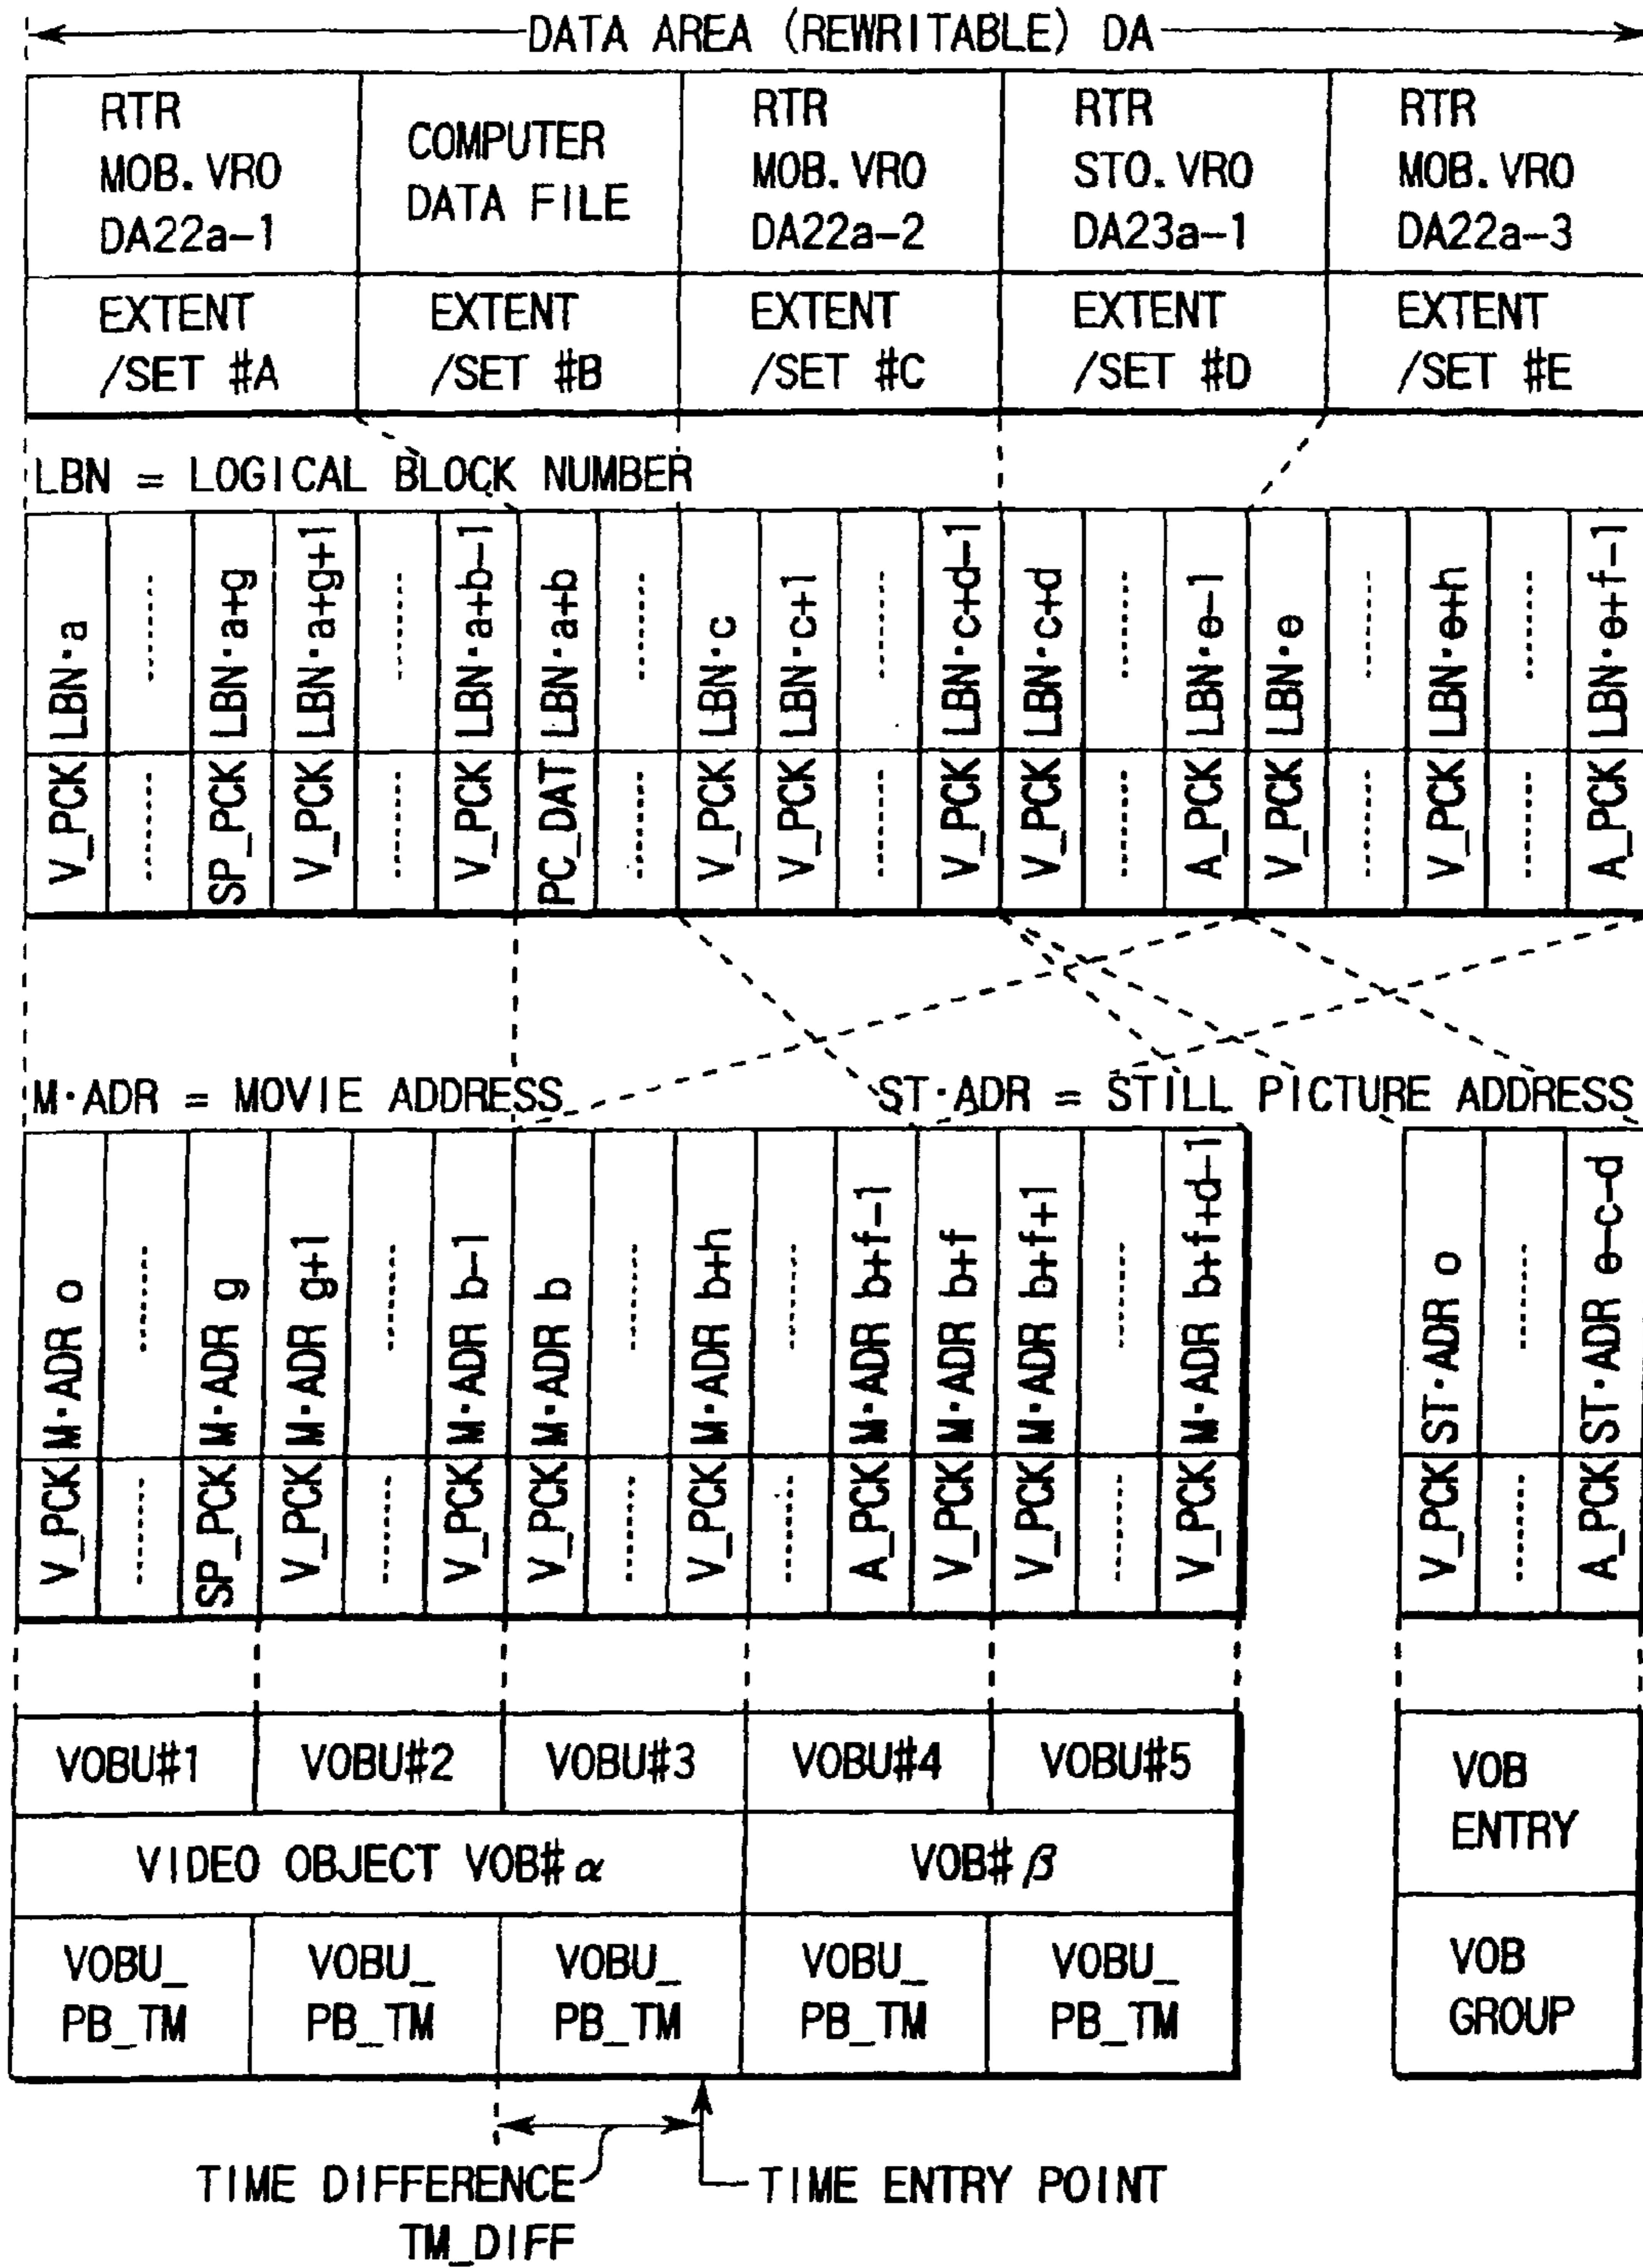 DATA AREA (REWRITABLE) DA
RTR
MOB.VRO
DA22a-1
COMPUTER
DATA FILE
RTR
MOB.VRO
DA22a-2
RTR
STO.VRO
DA23a-1
RTR
MOB.VRO
DA22a-3
EXTENT
/SET #A
EXTENT
/SET #B
EXTENT
/SET #C
EXTENT
/SET #D
EXTENT
/SET #E
LBN = LOGICAL BLOCK NUMBER
V_PCK LBN·a
SP_PCK LBN·a+g
V_PCK LBN·a+g+1
V_PCK LBN·a+b-1
PC_DAT LBN·a+b
V_PCK LBN·c
V_PCK LBN·c+1
V_PCK LBN·c+d-1
V_PCK LBN·c+d
A_PCK LBN·e-1
V_PCK LBN·e
V_PCK LBN·e+h
A_PCK LBN·e+f-1
M·ADR = MOVIE ADDRESS
ST·ADR = STILL PICTURE ADDRESS
V_PCK M·ADR o
SP_PCK M·ADR g
V_PCK M·ADR g+1
V_PCK M·ADR b-1
V_PCK M·ADR b
V_PCK M·ADR b+h
A_PCK M·ADR b+f-1
V_PCK M·ADR b+f
V_PCK M·ADR b+f+1
V_PCK M·ADR b+f+d-1
V_PCK ST·ADR o
A_PCK ST·ADR e-c-d
VOBU#1
VOBU#2
VOBU#3
VOBU#4
VOBU#5
VIDEO OBJECT VOB#α
VOB#β
VOB
ENTRY
VOBU_
PB_TM
VOBU_
PB_TM
VOBU_
PB_TM
VOBU_
PB_TM
VOBU_
PB_TM
VOB
GROUP
TIME DIFFERENCE
TM_DIFF
TIME ENTRY POINT